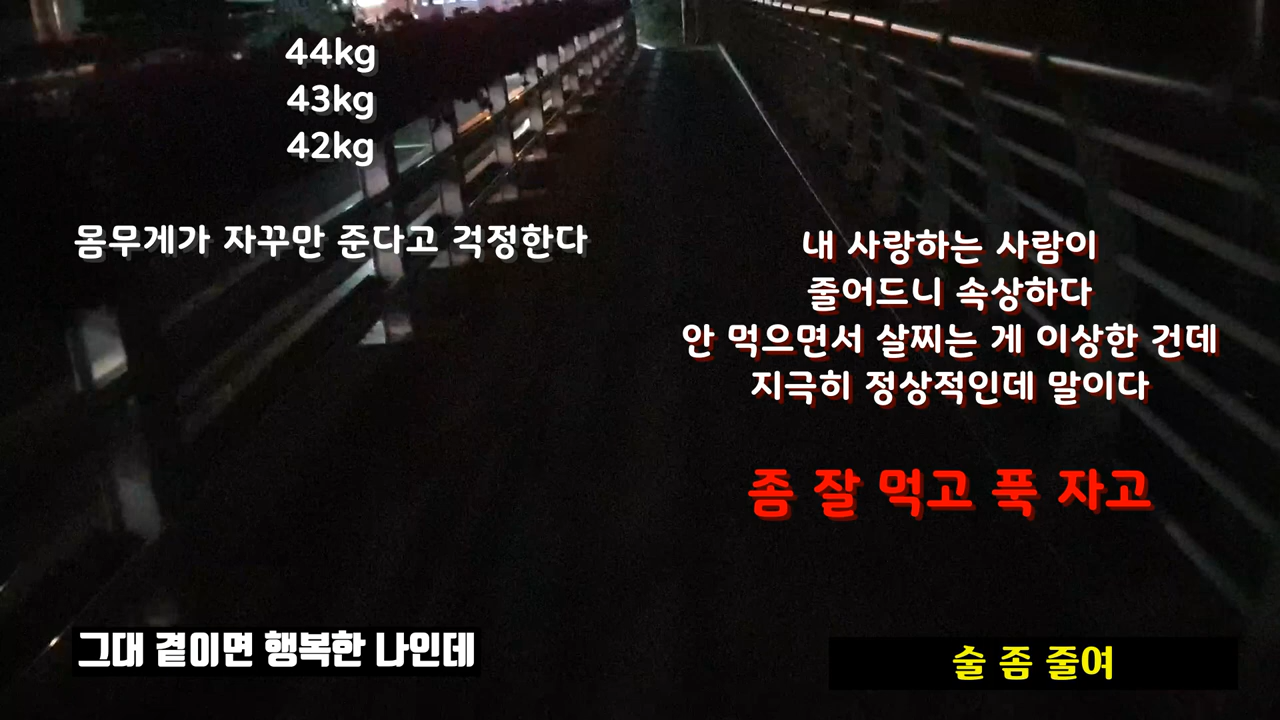 44kg
43kg
42kg
몸무게가 자꾸만 준다고 걱정한다
내 사랑하는 사람이
줄어드니 속상하다
안 먹으면서 살찌는 게 이상한 건데
지극히 정상적인데 말이다
좀 잘 먹고 푹 자고
그대 곁이면 행복한 나인데
술 좀 줄여